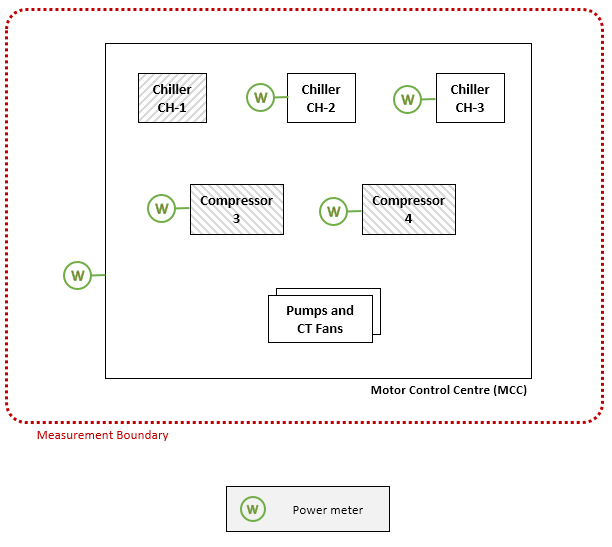 Chiller
CH-1
W
Chiller
CH-2
W
Chiller
CH-3
W
Compressor
3
W
Compressor
4
W
Pumps and
CT Fans
Motor Control Centre (MCC)
Measurement Boundary
W
Power meter